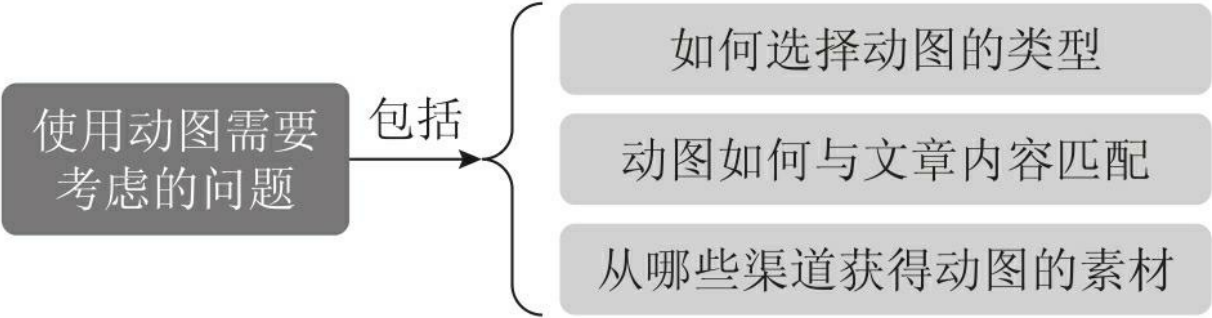 使用动图需要
考虑的问题
包括
如何选择动图的类型
动图如何与文章内容匹配
从哪些渠道获得动图的素材